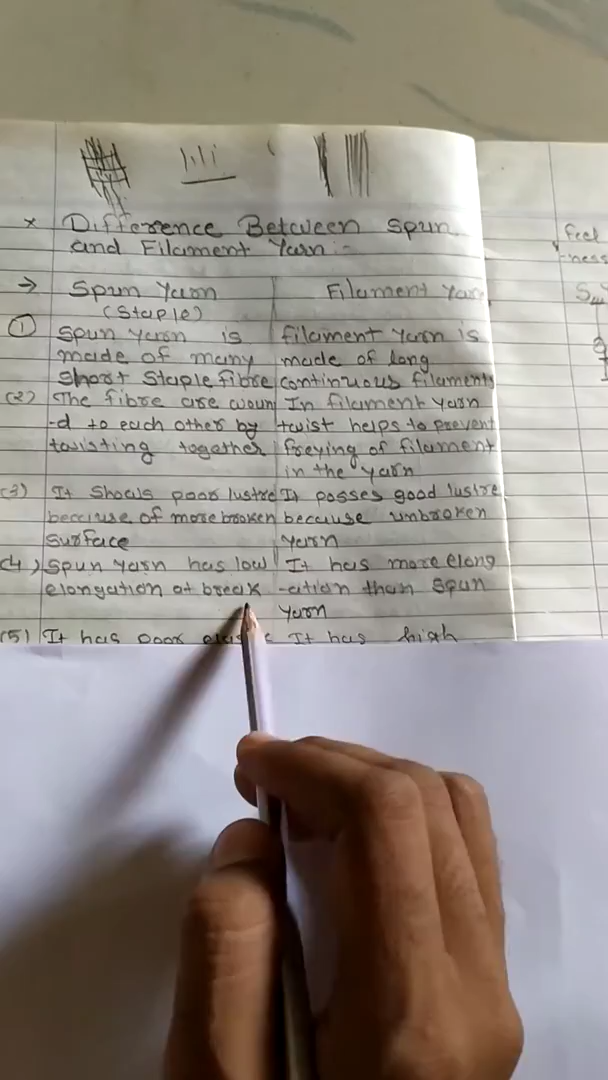 x Difference Between Spun
and Filament Yarn :-
→ Spun Yarn Filament Yarn
(Staple)
① Spun yarn is filament yarn is
made of many made of long
Short Staple fibre continuous filaments
(2) The fibre are woun In filament yarn
-d to each other by twist helps to prevent
twisting together freying of filament
in the yarn
(3) It shows poor lustre It posses good lustre
because of more broken because unbroken
surface yarn
(4) Spun yarn has low It has more elong
elongation at break -ation than Spun
yarn
(5) It has poor It has high
feel
-ness